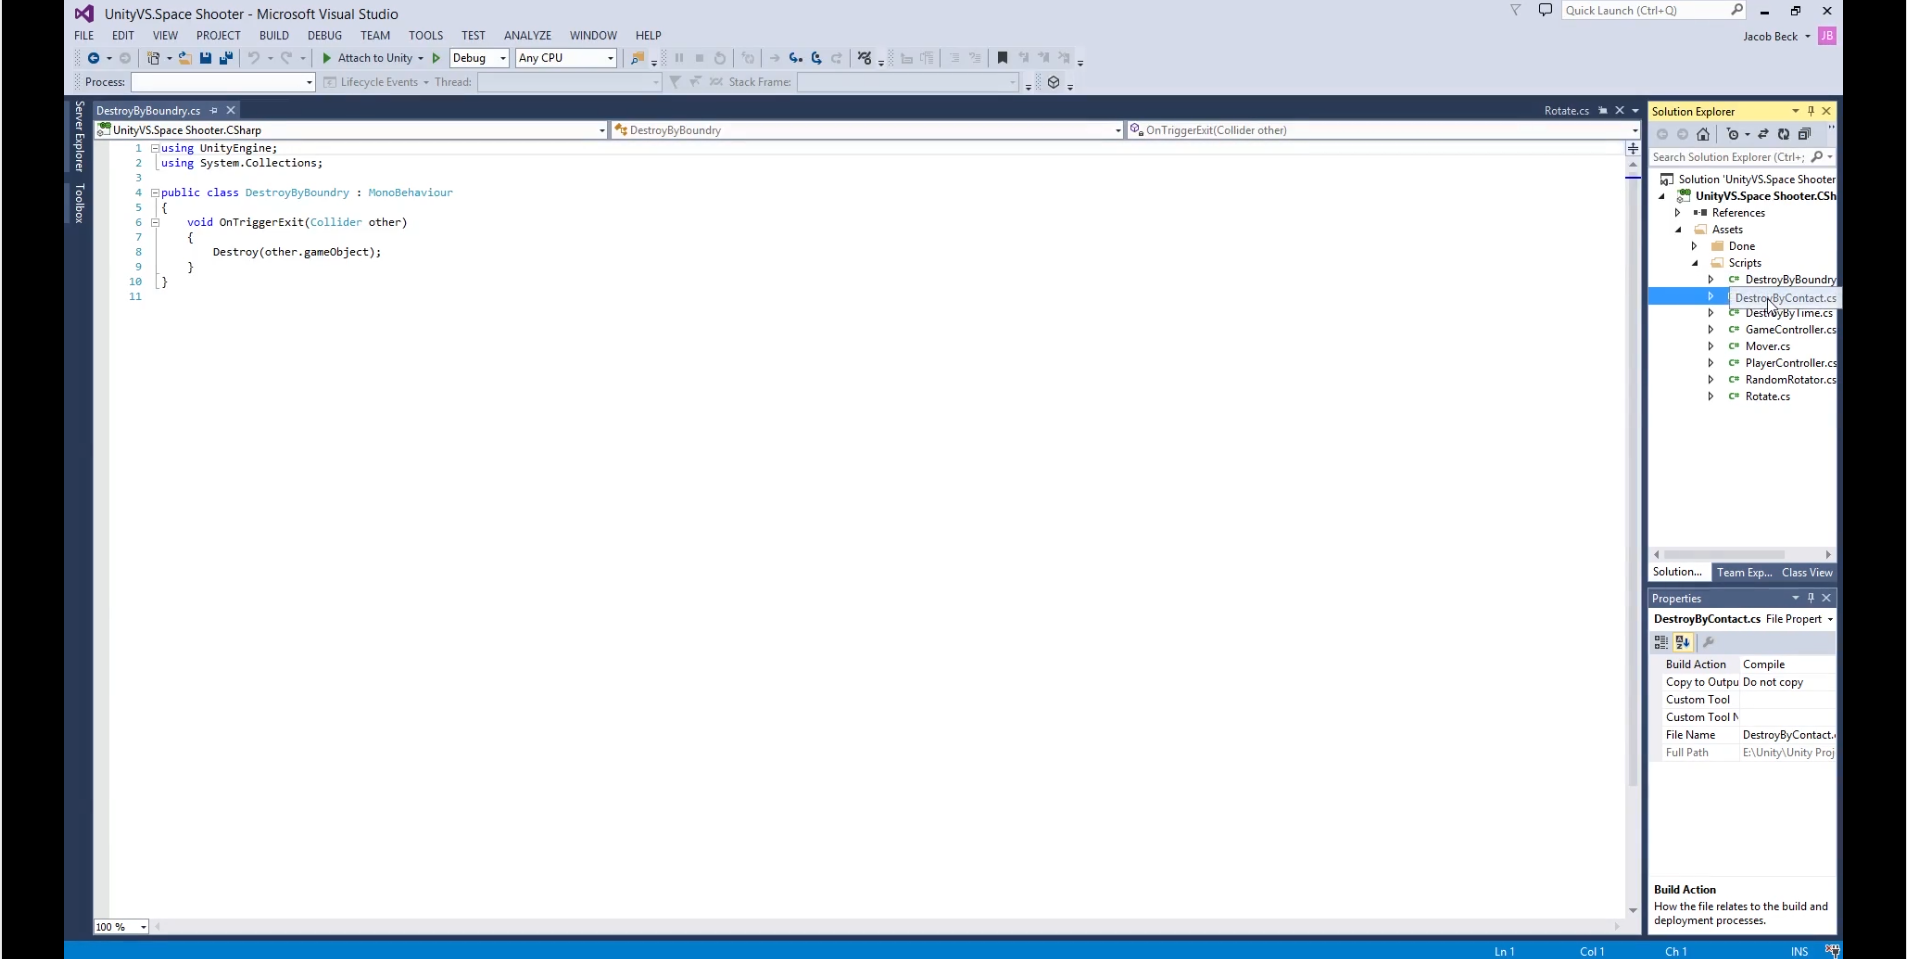 UnityVS.Space Shooter - Microsoft Visual Studio
Quick Launch (Ctrl+Q)
FILE EDIT VIEW PROJECT BUILD DEBUG TEAM TOOLS TEST ANALYZE WINDOW HELP
Jacob Beck JB
Attach to Unity Debug Any CPU
Process: Lifecycle Events Thread: Stack Frame:
Server Explorer
Toolbox
DestroyByBoundry.cs
Rotate.cs
UnityVS.Space Shooter.CSharp DestroyByBoundry OnTriggerExit(Collider other)
1 using UnityEngine;
2 using System.Collections;
3
4 public class DestroyByBoundry : MonoBehaviour
5 {
6 void OnTriggerExit(Collider other)
7 {
8 Destroy(other.gameObject);
9 }
10 }
11
100 %
Solution Explorer
Search Solution Explorer (Ctrl+;
Solution 'UnityVS.Space Shooter
UnityVS.Space Shooter.CSh
References
Assets
Done
Scripts
C# DestroyByBoundry
DestroyByContact.cs
C# DestroyByTime.cs
C# GameController.cs
C# Mover.cs
C# PlayerController.cs
C# RandomRotator.cs
C# Rotate.cs
Solution... Team Exp... Class View
Properties
DestroyByContact.cs File Propert
Build Action Compile
Copy to Outpu Do not copy
Custom Tool
Custom Tool N
File Name DestroyByContact.
Full Path E:\Unity\Unity Proj
Build Action
How the file relates to the build and
deployment processes.
Ln 1 Col 1 Ch 1 INS